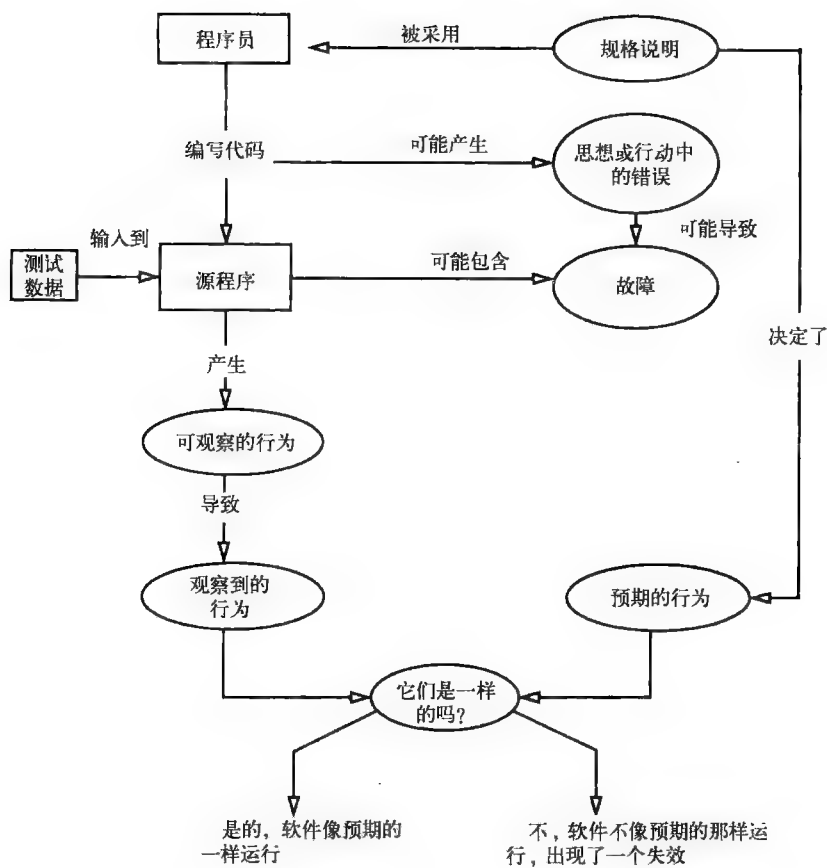 程序员
被采用
规格说明
编写代码
可能产生
思想或行动中
的错误
可能导致
输入到
测试
数据
源程序
可能包含
故障
决定了
产生
可观察的行为
导致
观察到的
行为
预期的行为
它们是一样
的吗?
是的，软件像预期的
一样运行
不，软件不像预期的那样运
行，出现了一个失效